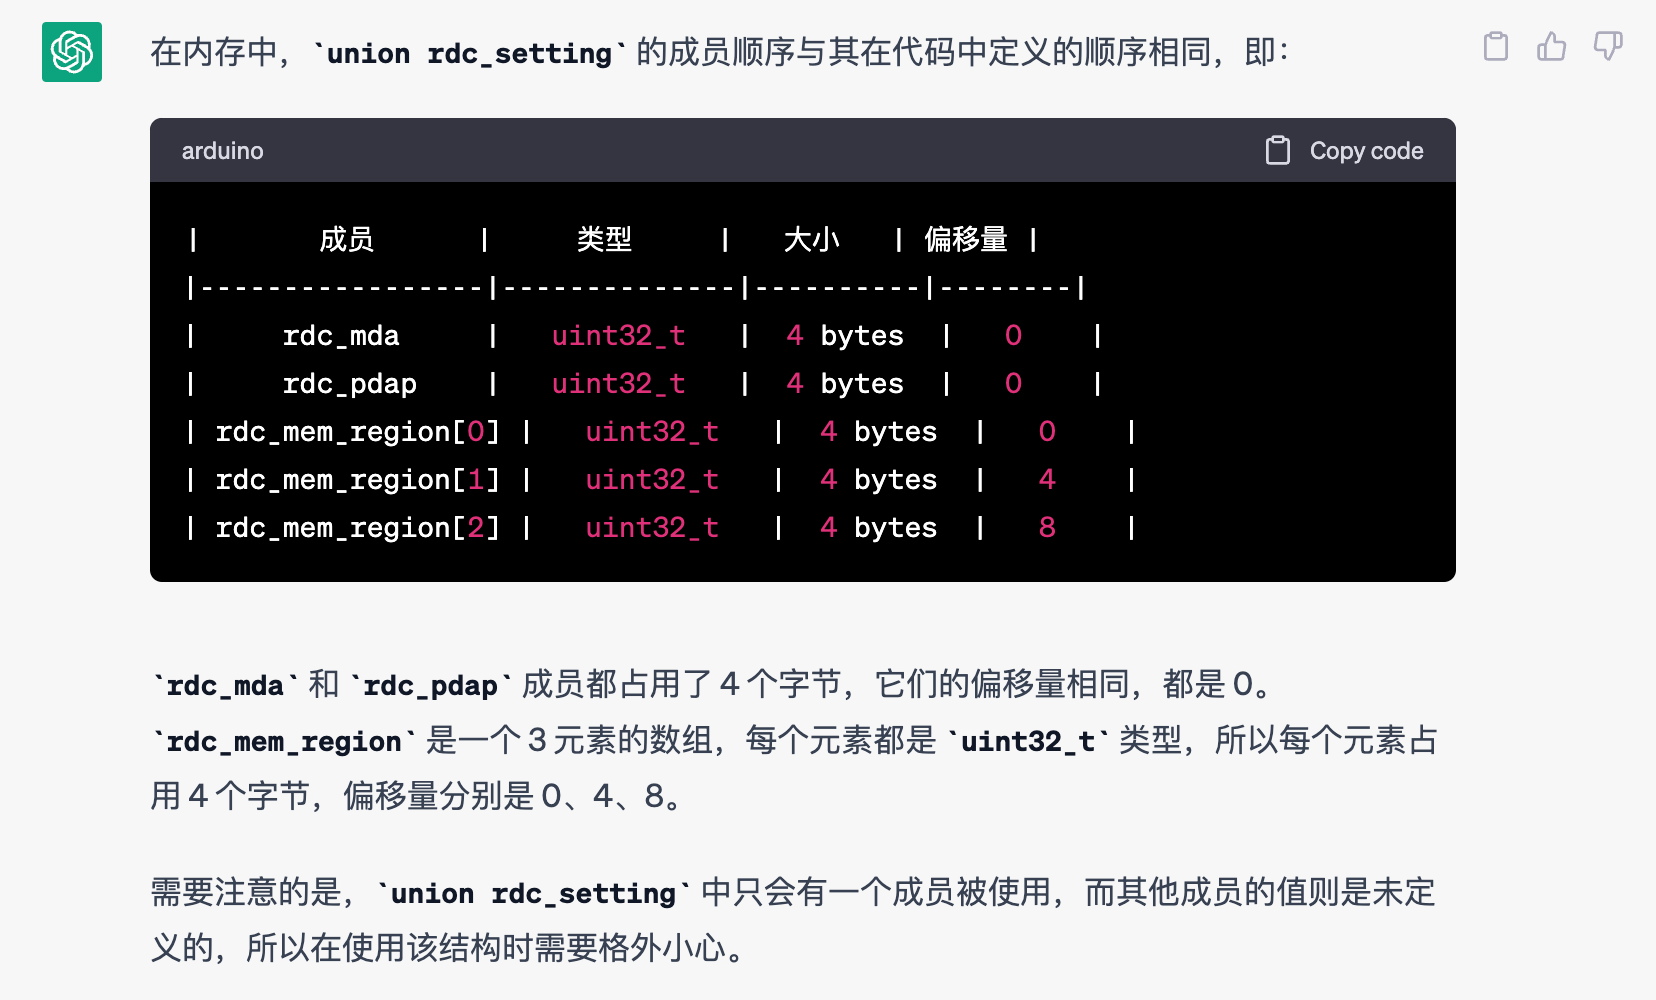 在内存中，`union rdc_setting` 的成员顺序与其在代码中定义的顺序相同，即：
arduino Copy code
| 成员 | 类型 | 大小 | 偏移量 |
|-----------------|--------------|----------|--------|
| rdc_mda | uint32_t | 4 bytes | 0 |
| rdc_pdap | uint32_t | 4 bytes | 0 |
| rdc_mem_region[0] | uint32_t | 4 bytes | 0 |
| rdc_mem_region[1] | uint32_t | 4 bytes | 4 |
| rdc_mem_region[2] | uint32_t | 4 bytes | 8 |
`rdc_mda` 和 `rdc_pdap` 成员都占用了 4 个字节，它们的偏移量相同，都是 0。
`rdc_mem_region` 是一个 3 元素的数组，每个元素都是 `uint32_t` 类型，所以每个元素占
用 4 个字节，偏移量分别是 0、4、8。
需要注意的是，`union rdc_setting` 中只会有一个成员被使用，而其他成员的值则是未定
义的，所以在使用该结构时需要格外小心。